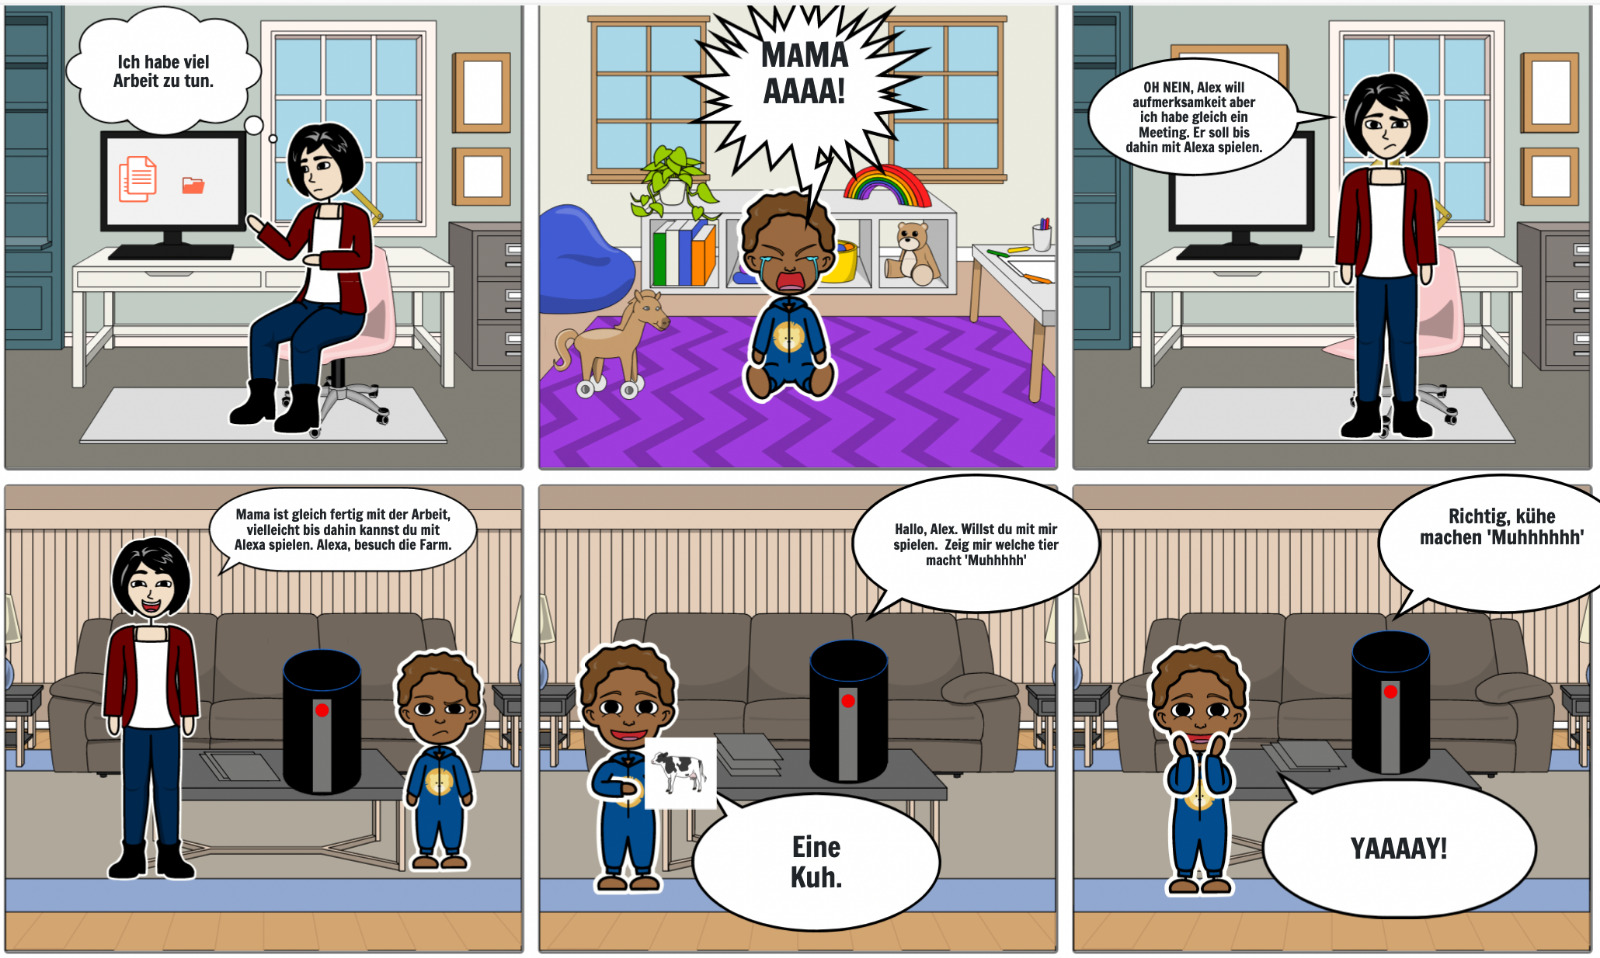 Ich habe viel
Arbeit zu tun.
MAMA
AAAA!
OH NEIN, Alex will
aufmerksamkeit aber
ich habe gleich ein
Meeting. Er soll bis
dahin mit Alexa spielen.
Mama ist gleich fertig mit der Arbeit,
vielleicht bis dahin kannst du mit
Alexa spielen. Alexa, besuch die Farm.
Hallo, Alex. Willst du mit mir
spielen. Zeig mir welche tier
macht 'Muhhhhh'
Eine
Kuh.
Richtig, kühe
machen 'Muhhhhhh'
YAAAAY!